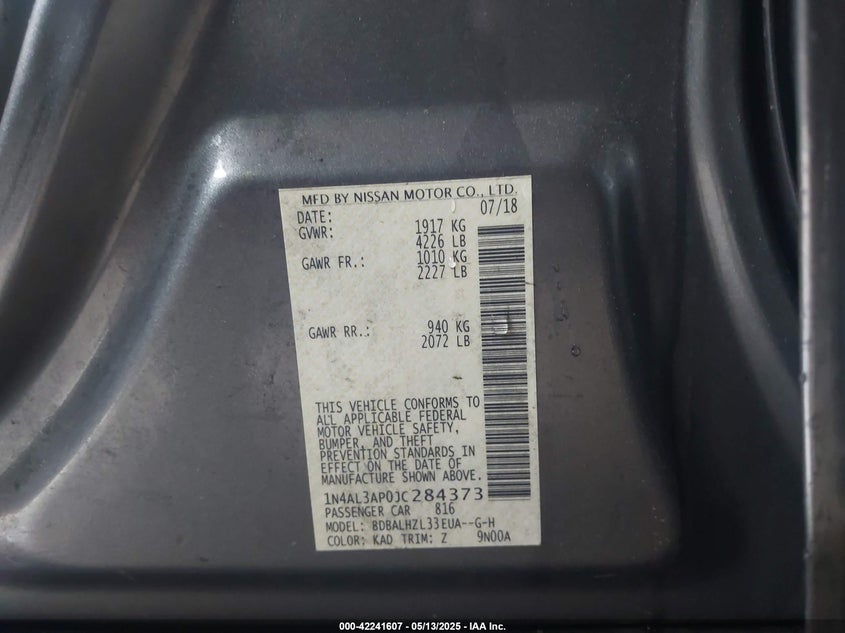 MFD BY NISSAN MOTOR CO., LTD.
DATE: 07/18
GVWR: 1917 KG
4226 LB
GAWR FR.: 1010 KG
2227 LB
GAWR RR.: 940 KG
2072 LB
THIS VEHICLE CONFORMS TO
ALL APPLICABLE FEDERAL
MOTOR VEHICLE SAFETY,
BUMPER, AND THEFT
PREVENTION STANDARDS IN
EFFECT ON THE DATE OF
MANUFACTURE SHOWN ABOVE.
1N4AL3AP0JC284373
PASSENGER CAR 816
MODEL: BDBALHZL33EUA--G-H
COLOR: KAD TRIM: Z 9N00A
000-42241607 — 05/13/2025 - IAA Inc.